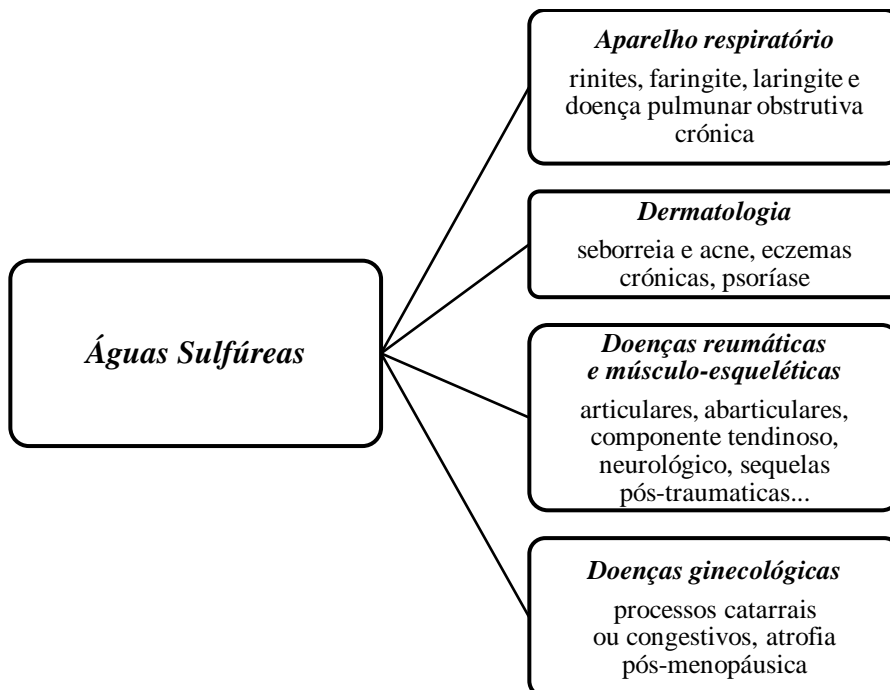 Águas Sulfúreas
Aparelho respiratório
rinites, faringite, laringite e
doença pulmunar obstrutiva
crónica
Dermatologia
seborreia e acne, eczemas
crónicas, psoríase
Doenças reumáticas
e músculo-esqueléticas
articulares, abarticulares,
componente tendinoso,
neurológico, sequelas
pós-traumaticas...
Doenças ginecológicas
processos catarrais
ou congestivos, atrofia
pós-menopáusica